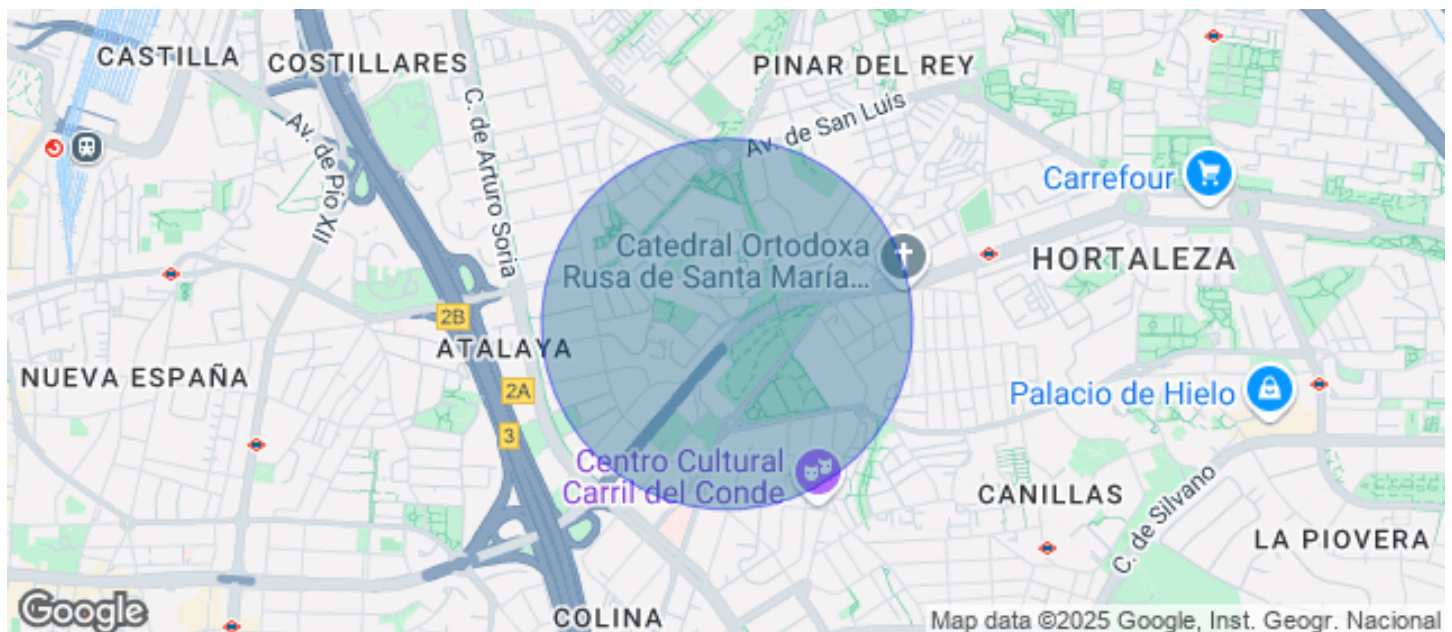 CASTILLA
COSTILLARES
PINAR DEL REY
Av. de San Luis
Av. de Pío XII
C. de Arturo Soria
Carrefour
Catedral Ortodoxa
Rusa de Santa María...
HORTALEZA
2B
ATALAYA
NUEVA ESPAÑA
2A
3
Palacio de Hielo
Centro Cultural
Carril del Conde
CANILLAS
C. de Silvano
LA PIOVERA
COLINA
Google
Map data ©2025 Google, Inst. Geogr. Nacional